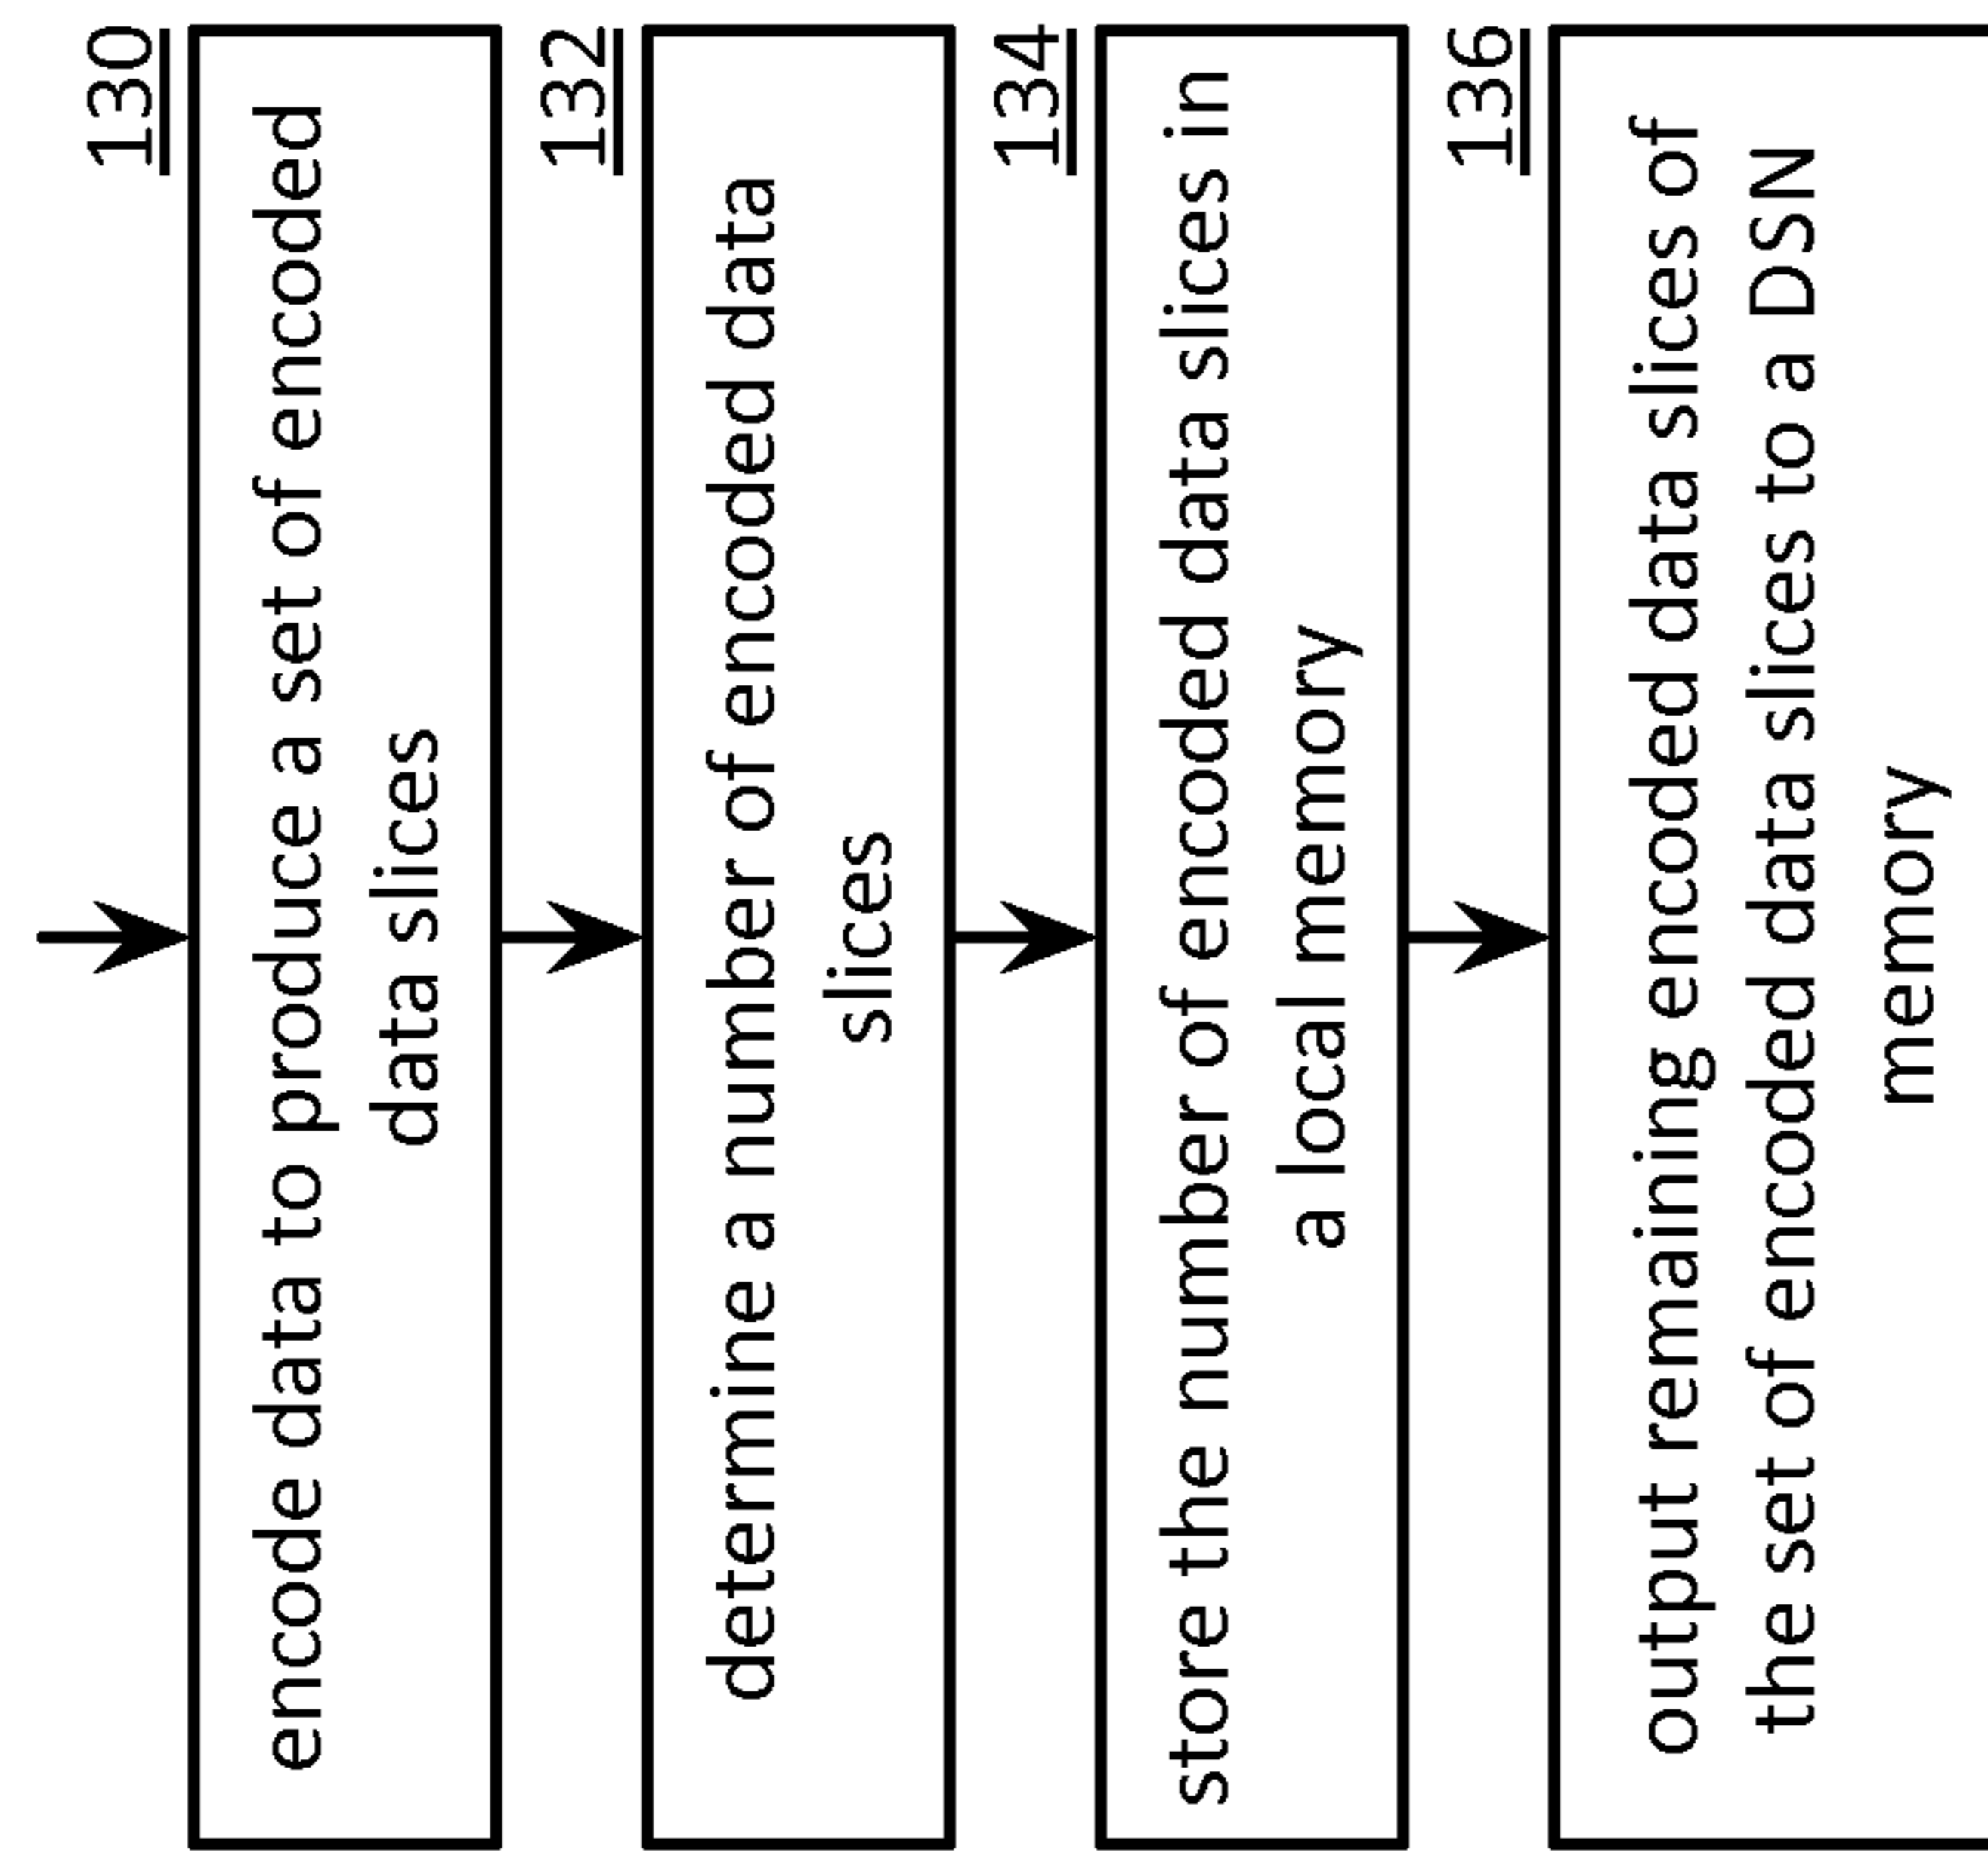 130
encode data to produce a set of encoded
data slices
132
determine a number of encoded data
slices
134
store the number of encoded data slices in
a local memory
136
output remaining encoded data slices of
the set of encoded data slices to a DSN
memory